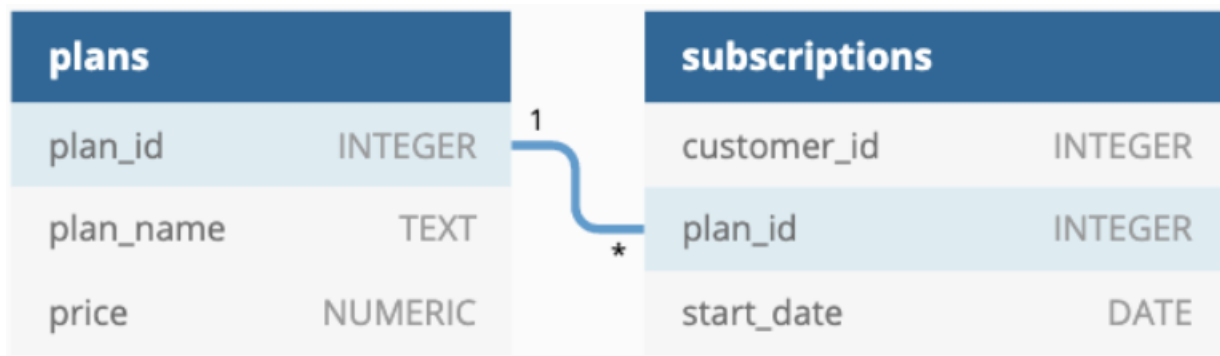 plans
plan_id INTEGER
plan_name TEXT
price NUMERIC
1
*
subscriptions
customer_id INTEGER
plan_id INTEGER
start_date DATE